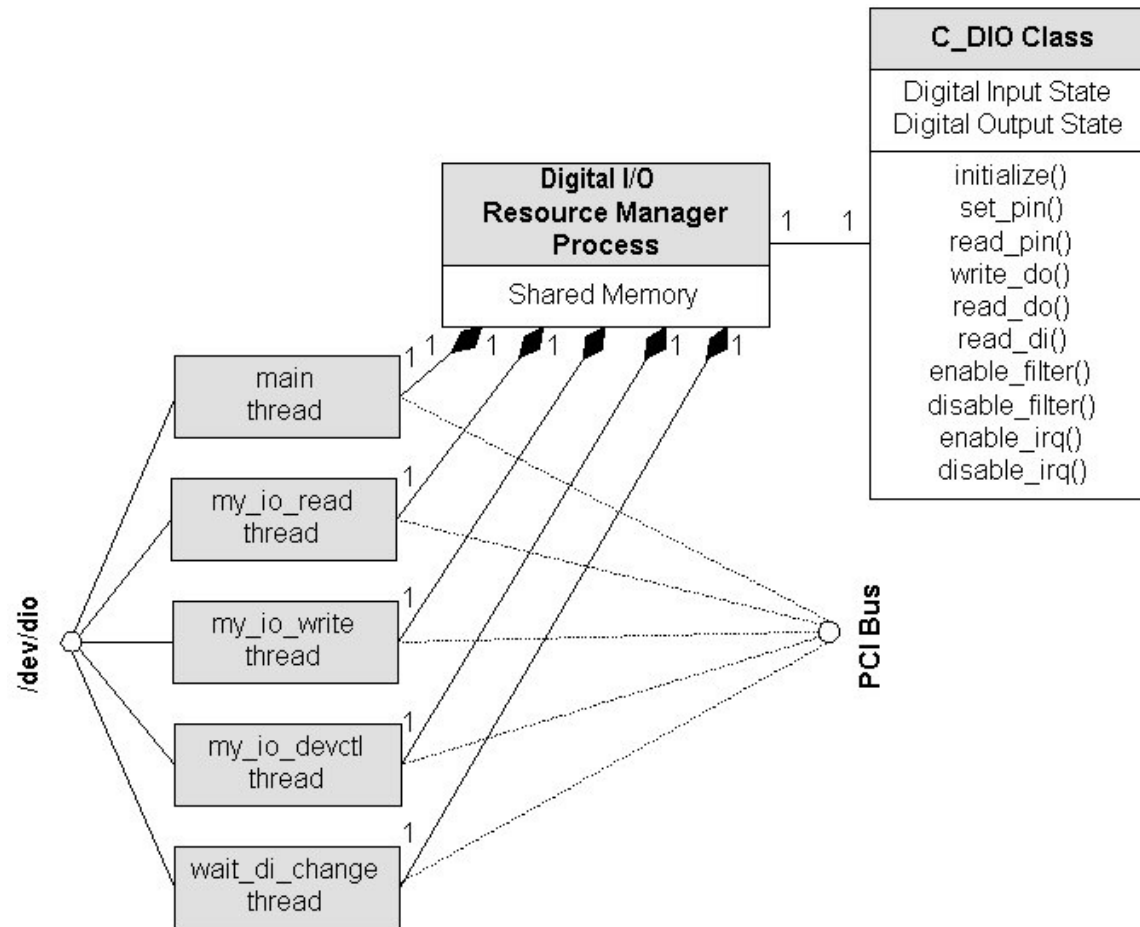 C_DIO Class
Digital Input State
Digital Output State
initialize()
set_pin()
read_pin()
write_do()
read_do()
read_di()
enable_filter()
disable_filter()
enable_irq()
disable_irq()
Digital I/O
Resource Manager
Process
Shared Memory
1 1
1 1 1 1 1 1
main
thread
1
my_io_read
thread
1
my_io_write
thread
1
my_io_devctl
thread
1
wait_di_change
thread
/dev/dio
PCI Bus